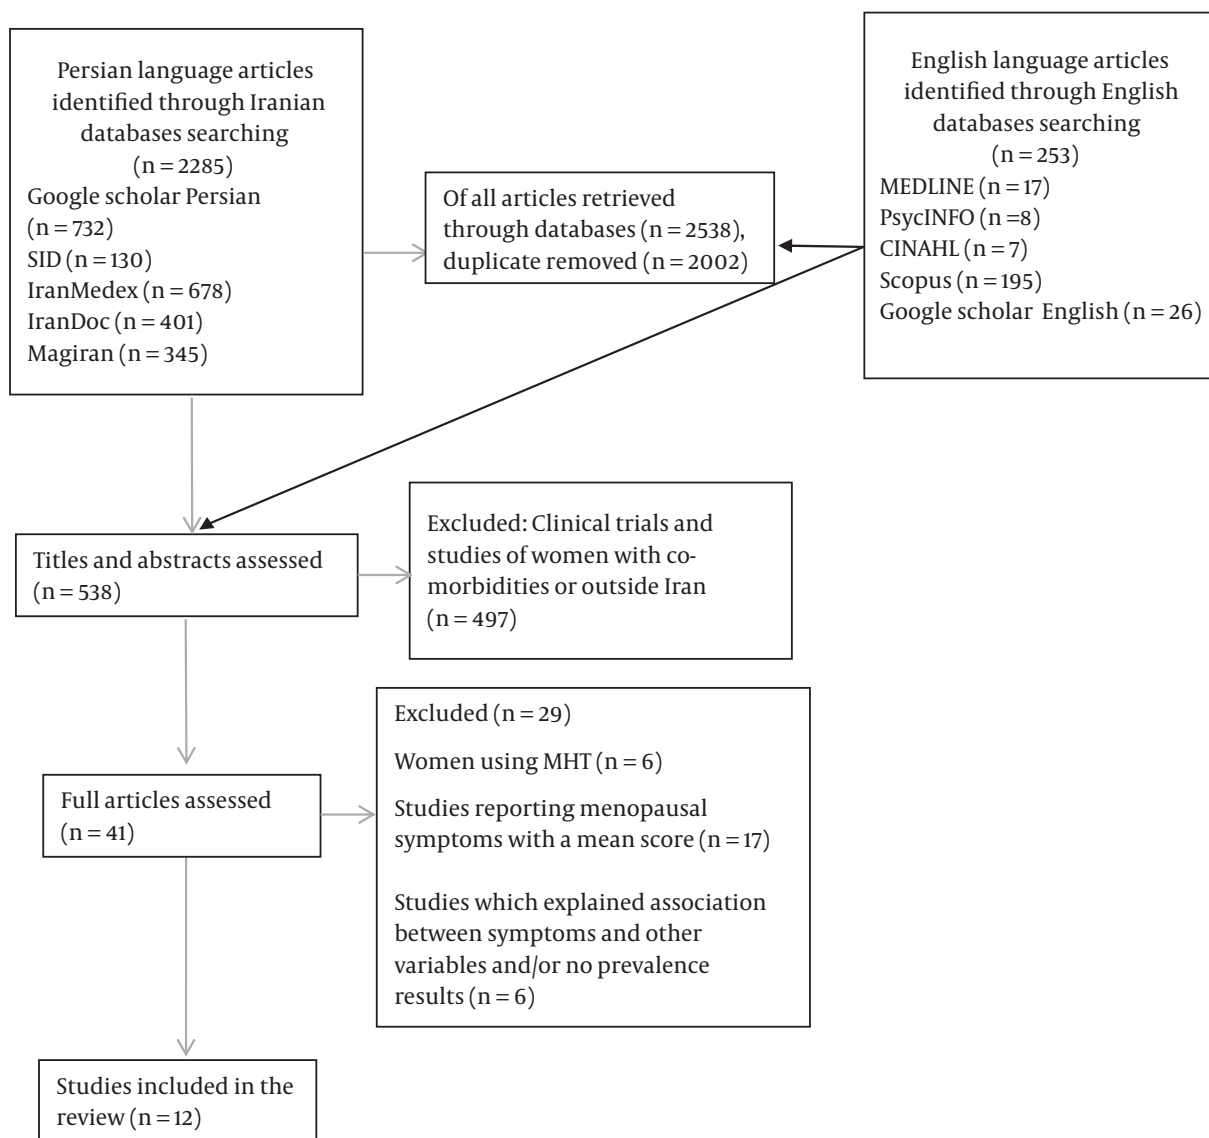 Persian language articles
identified through Iranian
databases searching
(n = 2285)
Google scholar Persian
(n = 732)
SID (n = 130)
IranMedex (n = 678)
IranDoc (n = 401)
Magiran (n = 345)
Of all articles retrieved
through databases (n = 2538),
duplicate removed (n = 2002)
English language articles
identified through English
databases searching
(n = 253)
MEDLINE (n = 17)
PsycINFO (n =8)
CINAHL (n = 7)
Scopus (n = 195)
Google scholar English (n = 26)
Titles and abstracts assessed
(n = 538)
Excluded: Clinical trials and
studies of women with co-
morbidities or outside Iran
(n = 497)
Full articles assessed
(n = 41)
Excluded (n = 29)
Women using MHT (n = 6)
Studies reporting menopausal
symptoms with a mean score (n = 17)
Studies which explained association
between symptoms and other
variables and/or no prevalence
results (n = 6)
Studies included in the
review (n = 12)